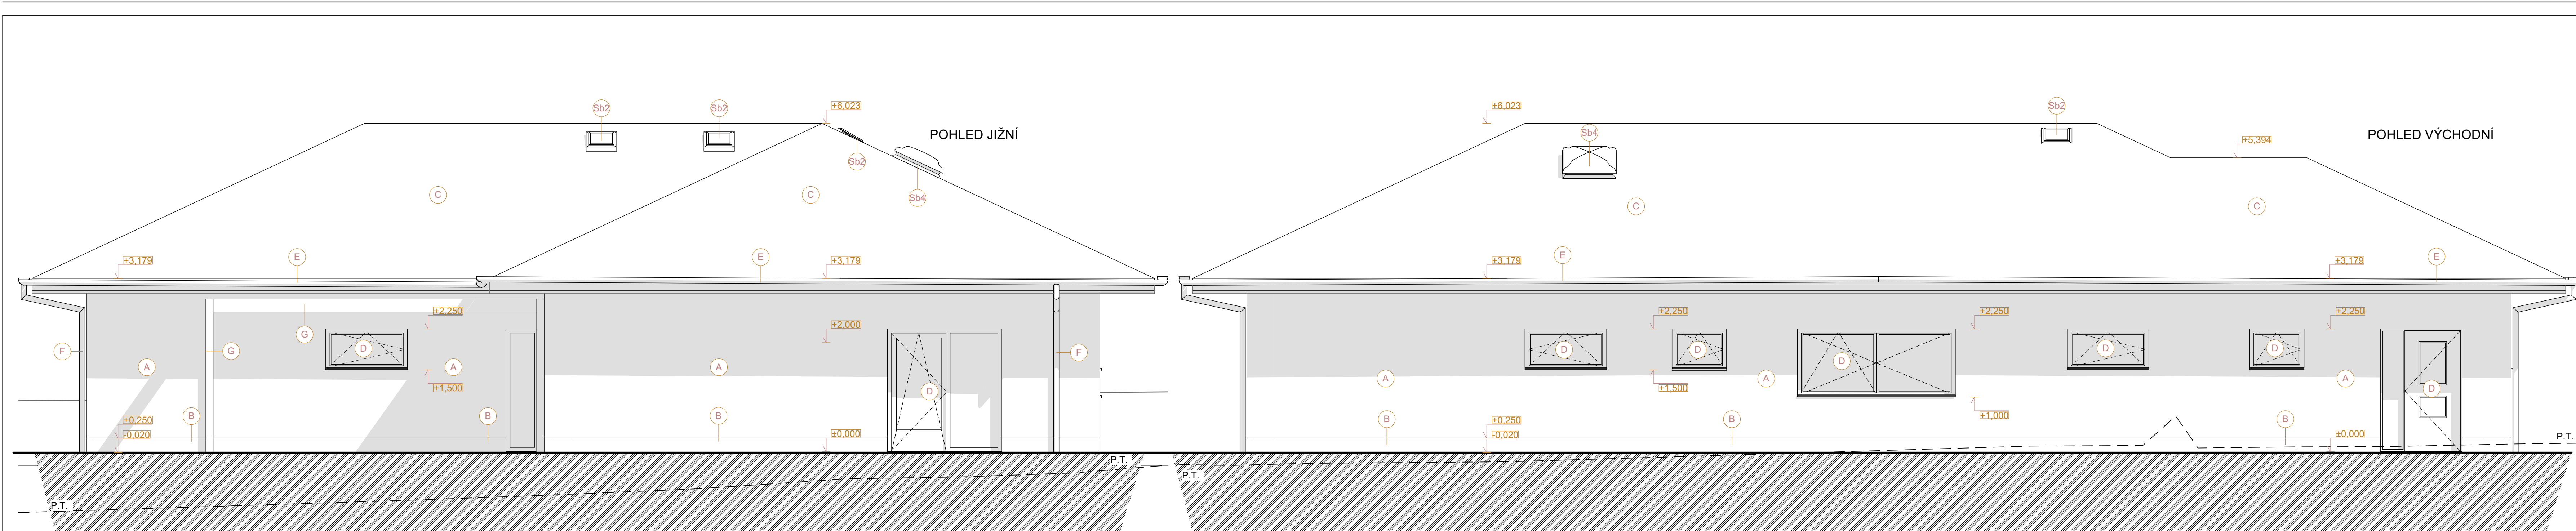 Sb2
Sb2
+6,023
POHLED JIŽNÍ
Sb2
Sb4
C
C
E
E
+3,179
+3,179
+2,250
+2,000
G
G
F
D
F
A
A
A
+1,500
D
B
B
B
+0,250
-0,020
±0,000
P.T.
P.T.
+6,023
Sb2
Sb4
POHLED VÝCHODNÍ
+5,394
C
C
E
E
+3,179
+3,179
+2,250
+2,250
+2,250
D
D
D
D
D
D
A
A
A
+1,500
+1,000
B
B
B
+0,250
-0,020
±0,000
P.T.
P.T.